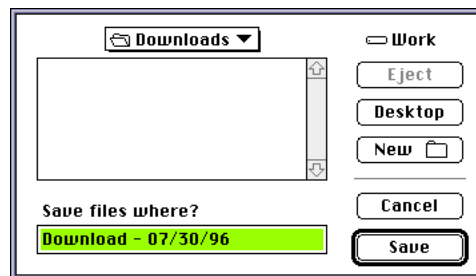 Downloads
Work
Eject
Desktop
New
Save files where?
Download - 07/30/96
Cancel
Save